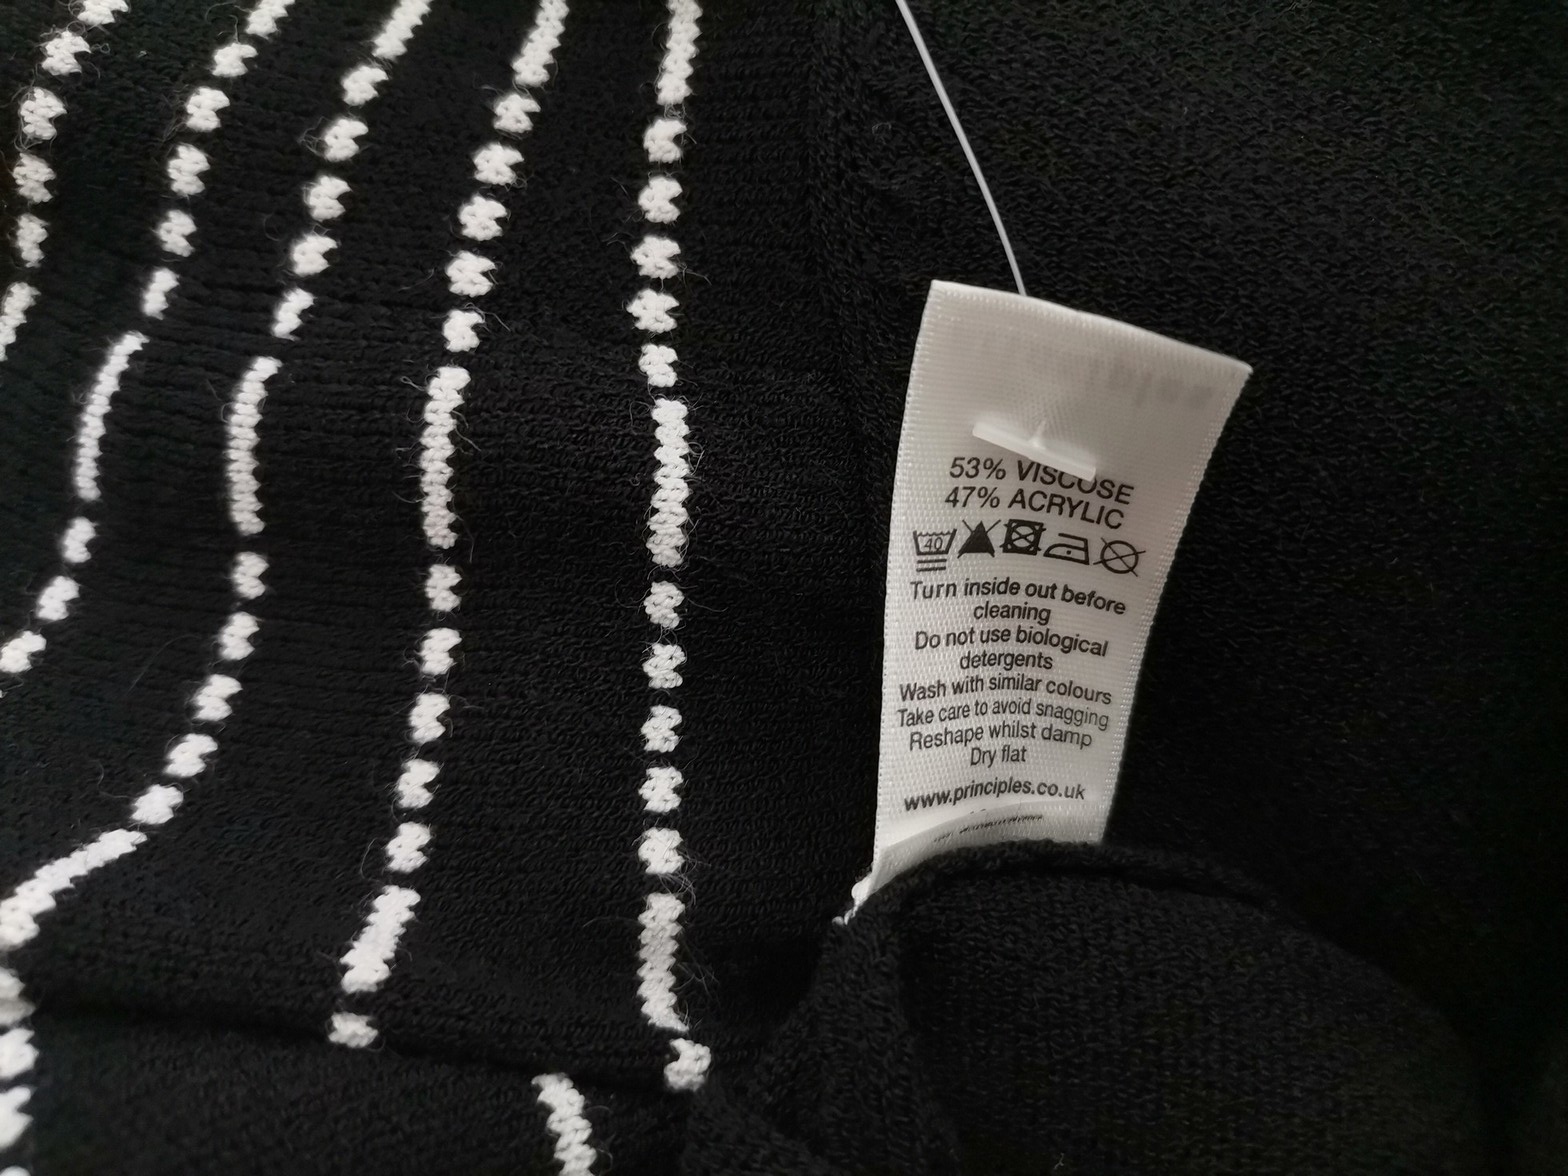 53% VISCOSE
47% ACRYLIC
Turn inside out before
cleaning
Do not use biological
detergents
Wash with similar colours
Take care to avoid snagging
Reshape whilst damp
Dry flat
www.principles.co.uk